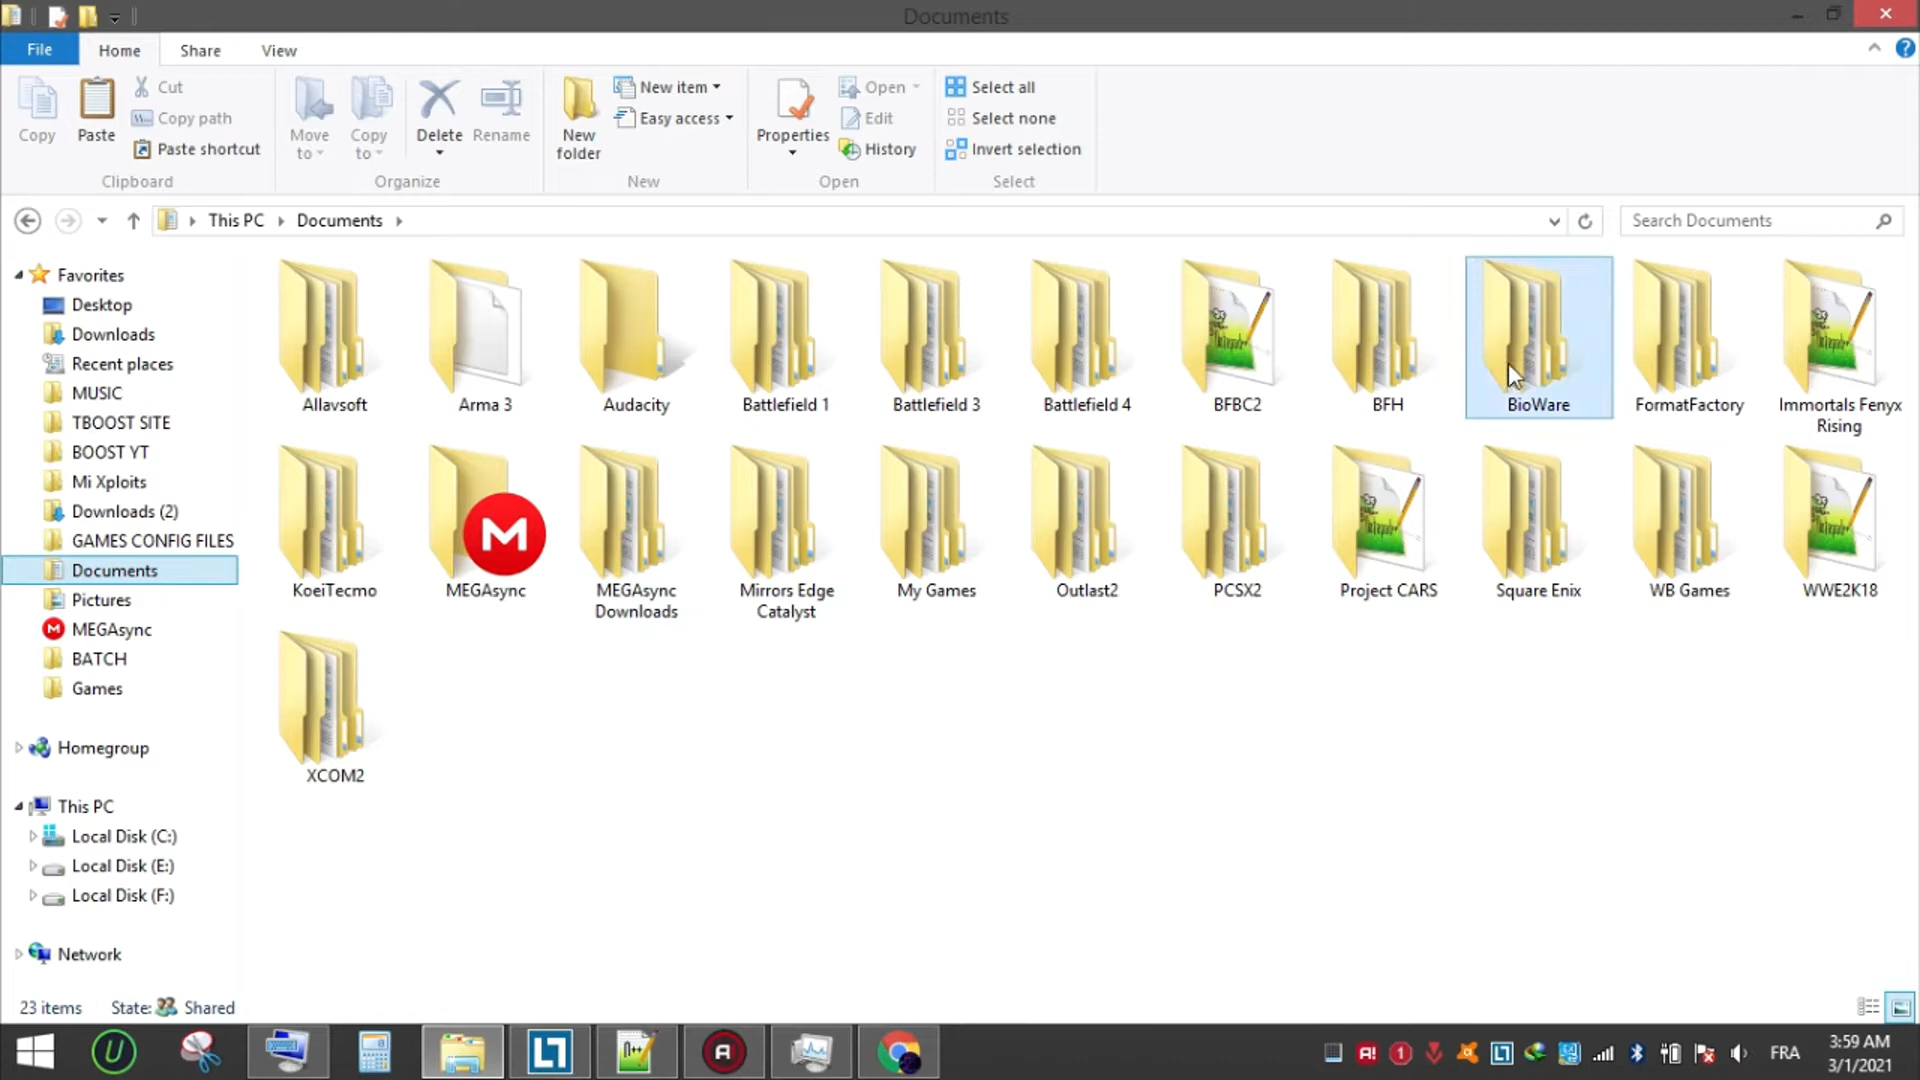 Documents
File Home Share View
Copy
Paste
Cut
Copy path
Paste shortcut
Clipboard
Move to
Copy to
Delete
Rename
Organize
New folder
New item
Easy access
New
Properties
Open
Edit
History
Open
Select all
Select none
Invert selection
Select
This PC Documents
Search Documents
Favorites
Desktop
Downloads
Recent places
MUSIC
TBOOST SITE
BOOST YT
Mi Xploits
Downloads (2)
GAMES CONFIG FILES
Documents
Pictures
MEGAsync
BATCH
Games
Homegroup
This PC
Local Disk (C:)
Local Disk (E:)
Local Disk (F:)
Network
Allavsoft
Arma 3
Audacity
Battlefield 1
Battlefield 3
Battlefield 4
BFBC2
BFH
BioWare
FormatFactory
Immortals Fenyx
Rising
KoeiTecmo
MEGAsync
MEGAsync
Downloads
Mirrors Edge
Catalyst
My Games
Outlast2
PCSX2
Project CARS
Square Enix
WB Games
WWE2K18
XCOM2
23 items State: Shared
FRA
3:59 AM
3/1/2021